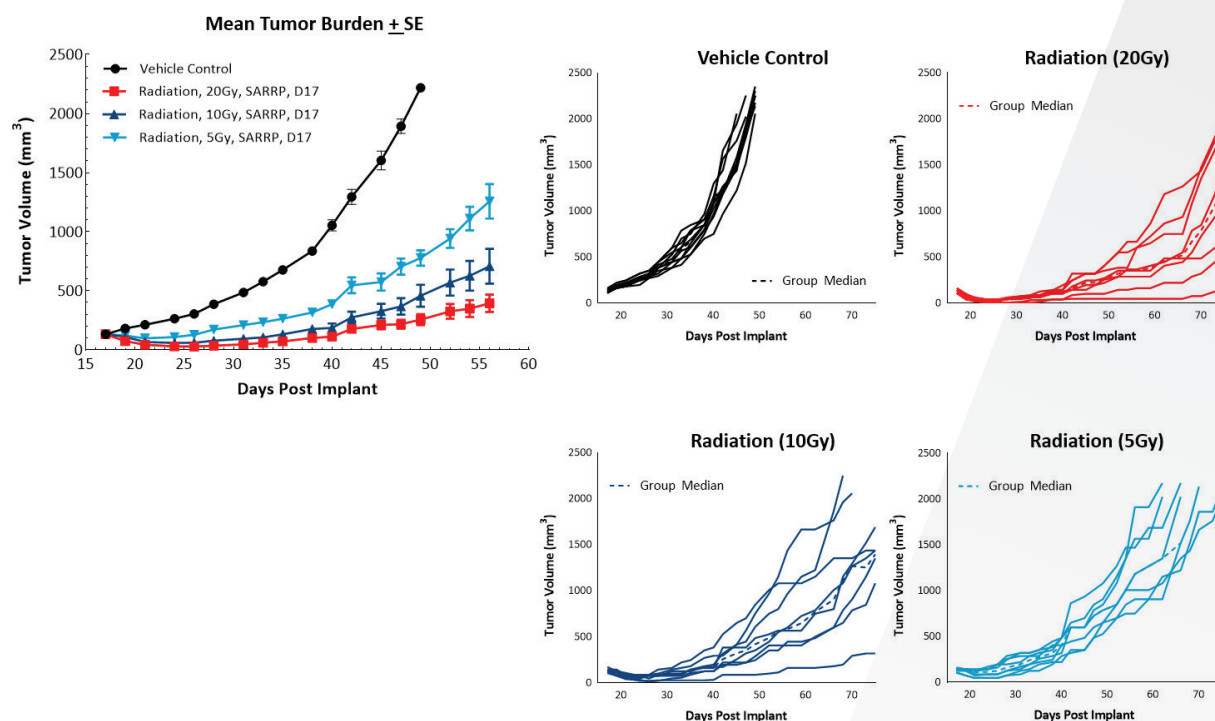 Mean Tumor Burden + SE
Tumor Volume (mm³)
2500
2000
1500
1000
500
0
Vehicle Control
Radiation, 20Gy, SARRP, D17
Radiation, 10Gy, SARRP, D17
Radiation, 5Gy, SARRP, D17
15 20 25 30 35 40 45 50 55 60
Days Post Implant
Vehicle Control
Tumor Volume (mm³)
2500
2000
1500
1000
500
0
Group Median
20 30 40 50 60 70
Days Post Implant
Radiation (20Gy)
Tumor Volume (mm³)
2500
2000
1500
1000
500
0
Group Median
20 30 40 50 60 70
Days Post Implant
Radiation (10Gy)
Tumor Volume (mm³)
2500
2000
1500
1000
500
0
Group Median
20 30 40 50 60 70
Days Post Implant
Radiation (5Gy)
Tumor Volume (mm³)
2500
2000
1500
1000
500
0
Group Median
20 30 40 50 60 70
Days Post Implant